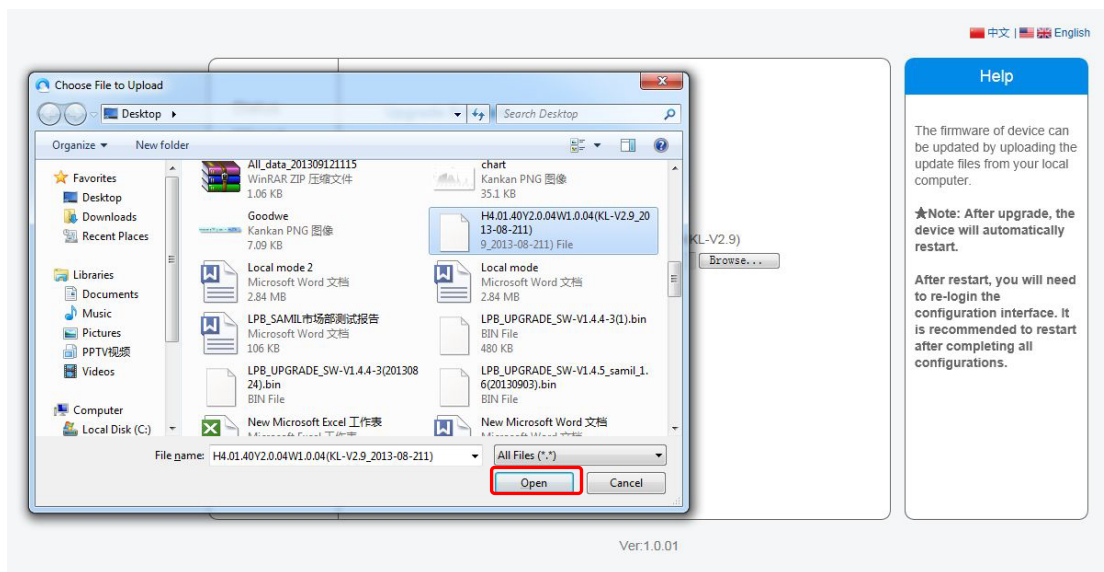 中文 | English
Choose File to Upload
Desktop
Search Desktop
Organize
New folder
Favorites
Desktop
Downloads
Recent Places
Libraries
Documents
Music
Pictures
PPTV视频
Videos
Computer
Local Disk (C:)
All_data_201309121115
WinRAR ZIP 压缩文件
1.06 KB
chart
Kankan PNG 图像
35.1 KB
Goodwe
Kankan PNG 图像
7.09 KB
H4.01.40Y2.0.04W1.0.04(KL-V2.9_20
13-08-211)
9_2013-08-211) File
Local mode 2
Microsoft Word 文档
2.84 MB
Local mode
Microsoft Word 文档
2.84 MB
LPB_SAMIL市场部测试报告
Microsoft Word 文档
106 KB
LPB_UPGRADE_SW-V1.4.4-3(1).bin
BIN File
480 KB
LPB_UPGRADE_SW-V1.4.4-3(201308
24).bin
BIN File
LPB_UPGRADE_SW-V1.4.5_samil_1.
6(20130903).bin
BIN File
New Microsoft Excel 工作表
New Microsoft Word 文档
File name: H4.01.40Y2.0.04W1.0.04(KL-V2.9_2013-08-211)
All Files (*.*)
Open
Cancel
KL-V2.9)
Browse...
Help
The firmware of device can
be updated by uploading the
update files from your local
computer.
★Note: After upgrade, the
device will automatically
restart.
After restart, you will need
to re-login the
configuration interface. It
is recommended to restart
after completing all
configurations.
Ver:1.0.01